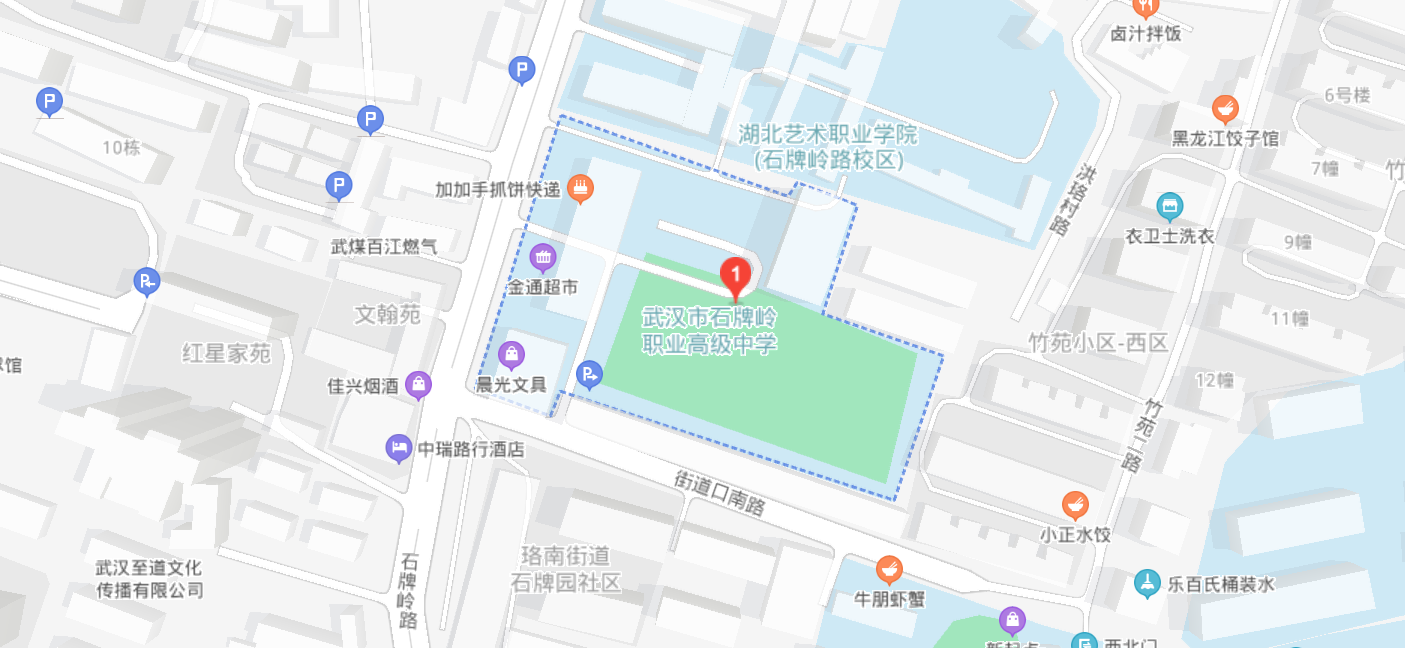 卤汁拌饭
6号楼
湖北艺术职业学院
(石牌岭路校区)
黑龙江饺子馆
10栋
7幢
竹
洪珞村路
加加手抓饼快递
衣卫士洗衣
9幢
武煤百江燃气
金通超市
1
文翰苑
武汉市石牌岭
职业高级中学
11幢
红星家苑
竹苑小区-西区
馆
佳兴烟酒
晨光文具
12幢
竹苑二路
中瑞路行酒店
街道口南路
小正水饺
珞南街道
石牌园社区
武汉至道文化
传播有限公司
石牌岭路
牛朋虾蟹
乐百氏桶装水
西北门